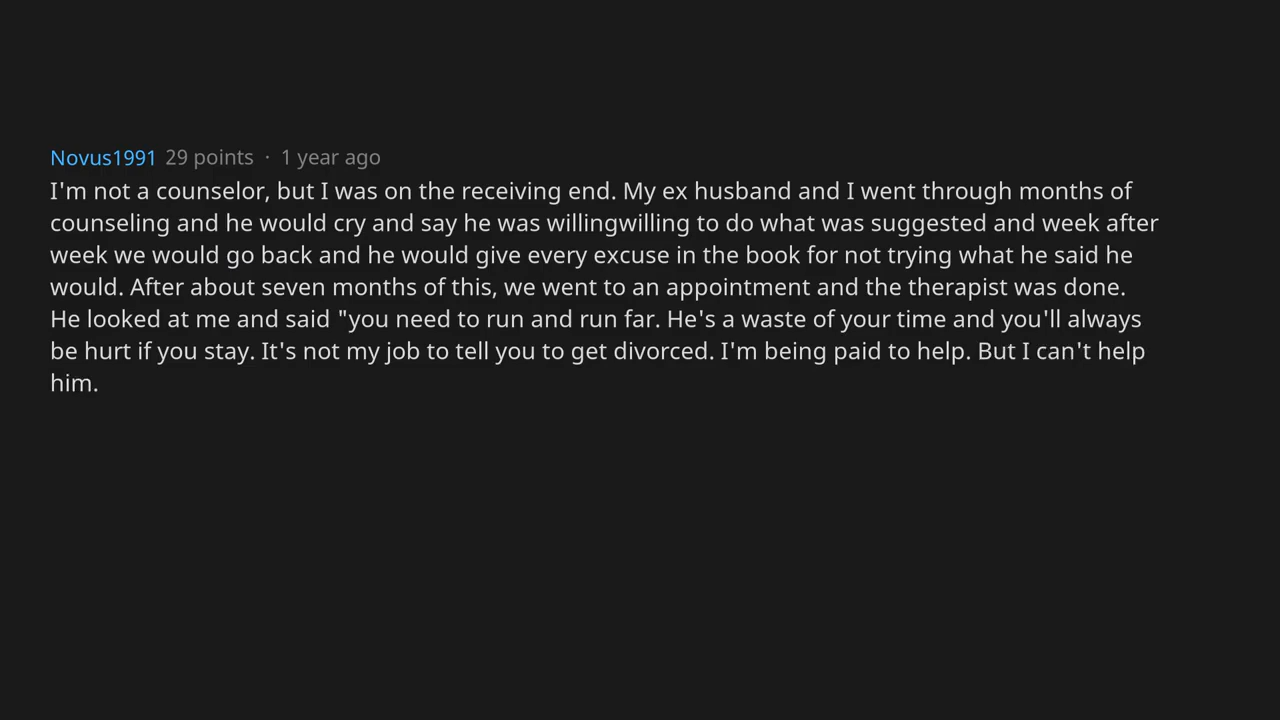 Novus1991 29 points · 1 year ago
I'm not a counselor, but I was on the receiving end. My ex husband and I went through months of
counseling and he would cry and say he was willingwilling to do what was suggested and week after
week we would go back and he would give every excuse in the book for not trying what he said he
would. After about seven months of this, we went to an appointment and the therapist was done.
He looked at me and said "you need to run and run far. He's a waste of your time and you'll always
be hurt if you stay. It's not my job to tell you to get divorced. I'm being paid to help. But I can't help
him.